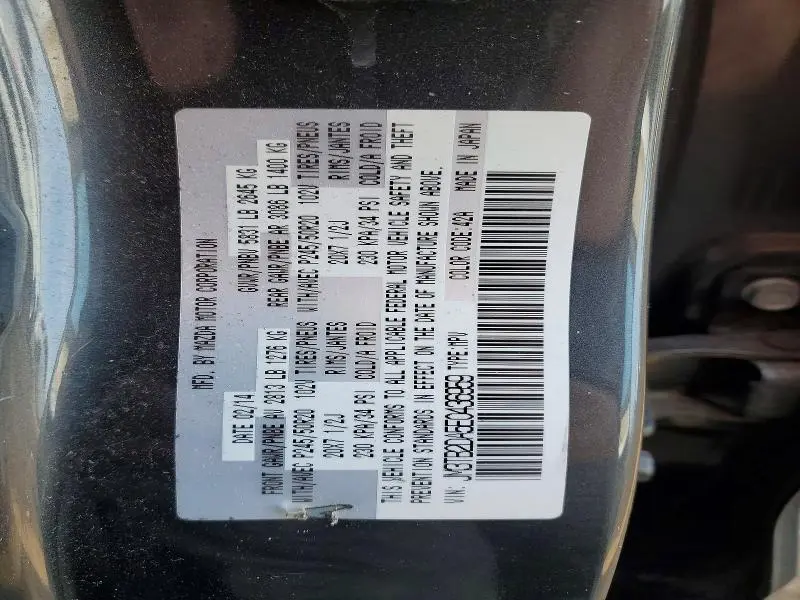 MFD. BY MAZDA MOTOR CORPORATION
DATE 02/14 GVWR/PNBV 5831 LB 2645 KG
FRONT GAWR/PNBE AV 2813 LB 1276 KG REAR GAWR/PNBE AR 3086 LB 1400 KG
WITH/AVEC P245/50R20 102V TIRES/PNEUS WITH/AVEC P245/50R20 102V TIRES/PNEUS
20X7 1/2J RIMS/JANTES 20X7 1/2J RIMS/JANTES
230 KPA/34 PSI COLD/A FROID 230 KPA/34 PSI COLD/A FROID
THIS VEHICLE CONFORMS TO ALL APPLICABLE FEDERAL MOTOR VEHICLE SAFETY AND THEFT
PREVENTION STANDARDS IN EFFECT ON THE DATE OF MANUFACTURE SHOWN ABOVE.
VIN: JM3TB2DA5E0436959 TYPE:MPV COLOR CODE:42A MADE IN JAPAN